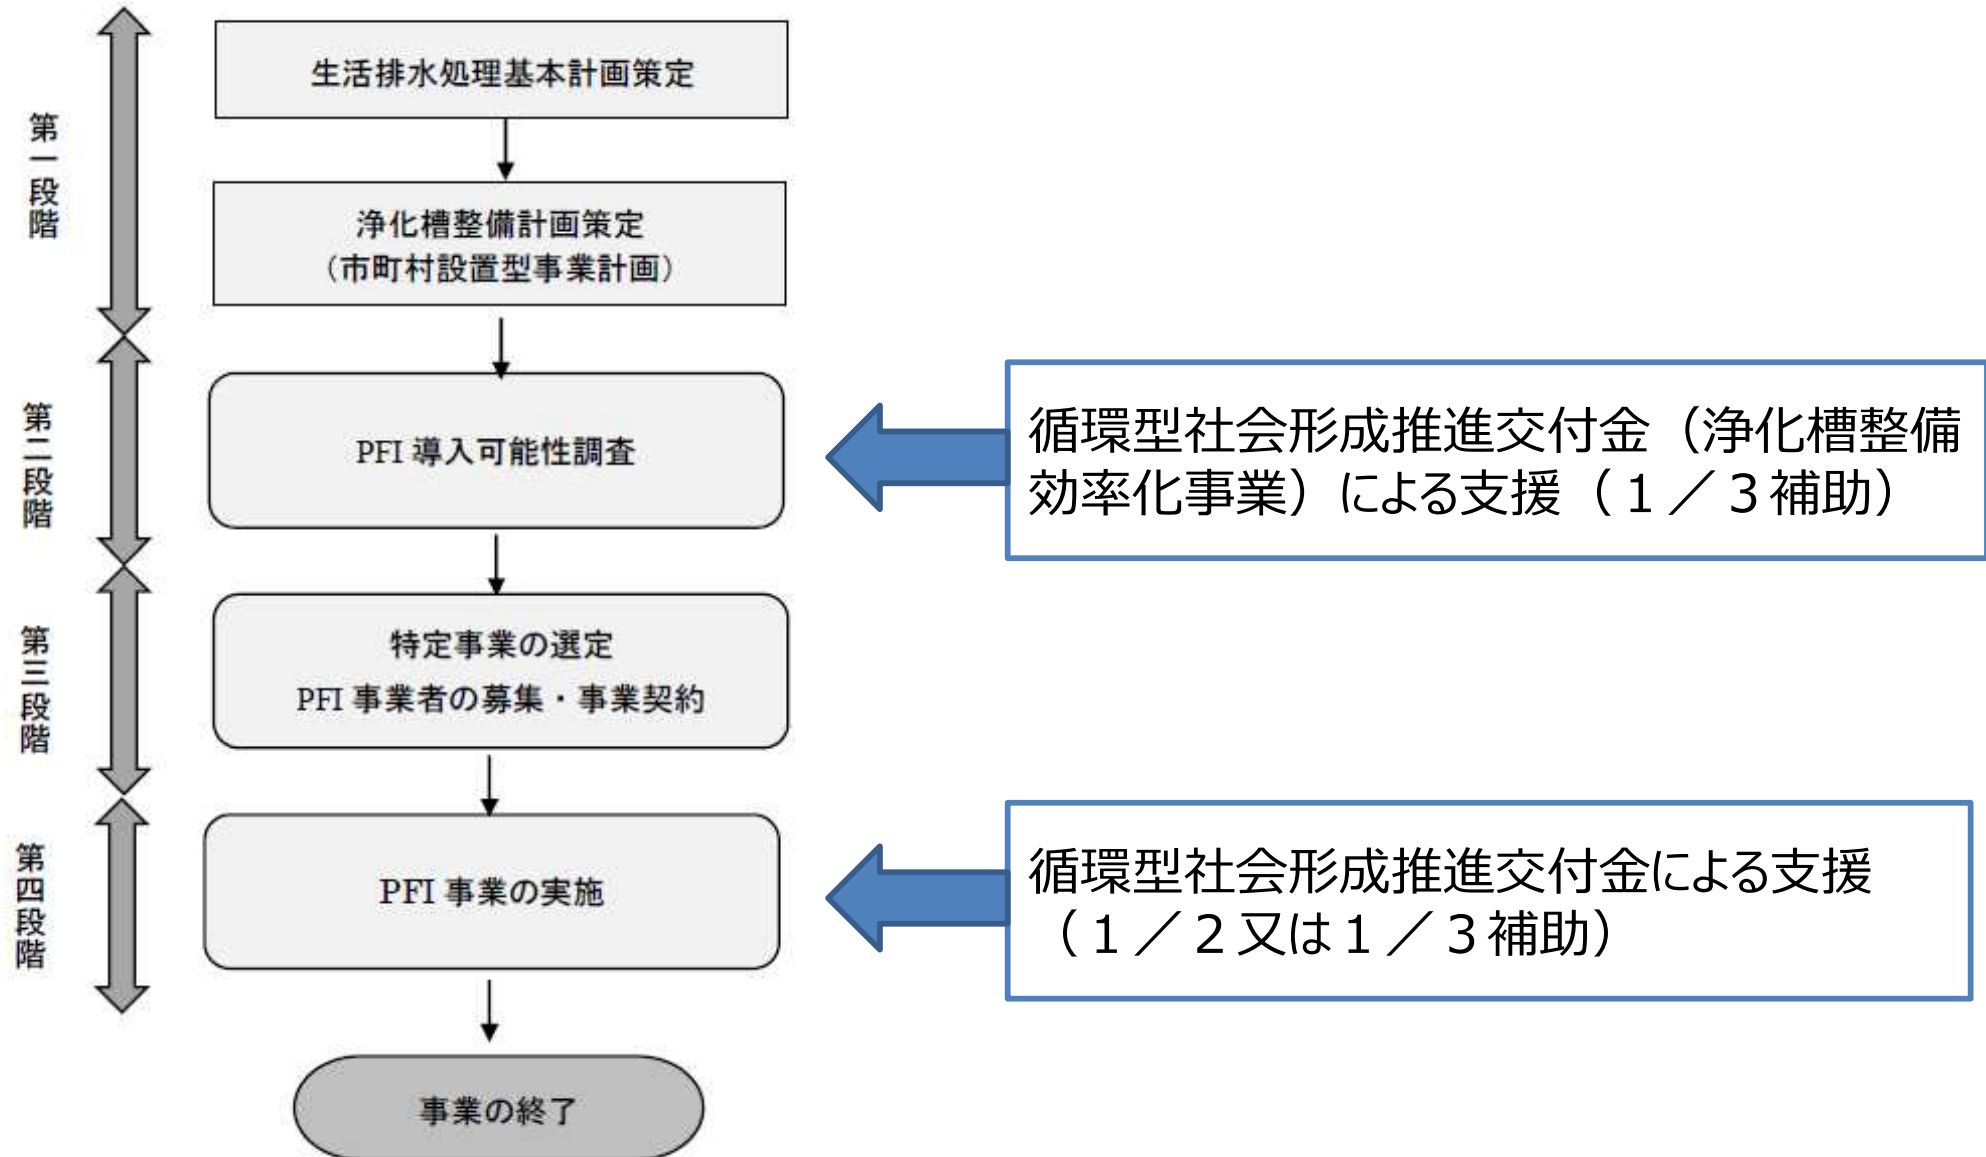 第一段階
生活排水処理基本計画策定
浄化槽整備計画策定
（市町村設置型事業計画）
第二段階
PFI 導入可能性調査
循環型社会形成推進交付金（浄化槽整備
効率化事業）による支援（１／３補助）
第三段階
特定事業の選定
PFI 事業者の募集・事業契約
第四段階
PFI 事業の実施
循環型社会形成推進交付金による支援
（１／２又は１／３補助）
事業の終了